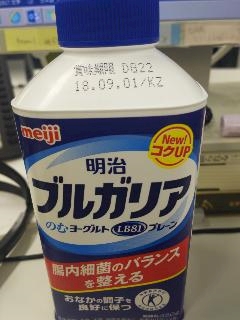 賞味期限 DB22
18.09.01/KZ
meiji
New!
コクUP
明治
ブルガリア
のむヨーグルト LB81 プレーン
腸内細菌のバランス
を整える
おなかの調子を
良好に保つ